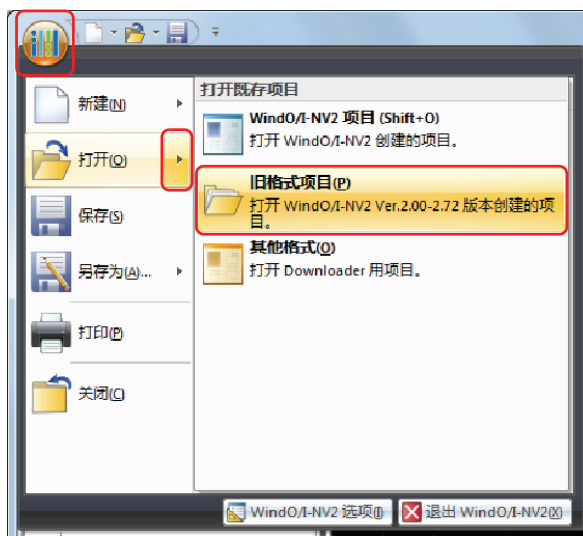 新建(N)
打开(O)
保存(S)
另存为(A)...
打印(P)
关闭(C)
打开既存项目
WindO/I-NV2 项目 (Shift+O)
打开 WindO/I-NV2 创建的项目。
旧格式项目(P)
打开 WindO/I-NV2 Ver.2.00-2.72 版本创建的项
目。
其他格式(Q)
打开 Downloader 用项目。
WindO/I-NV2 选项(I)
退出 WindO/I-NV2(X)